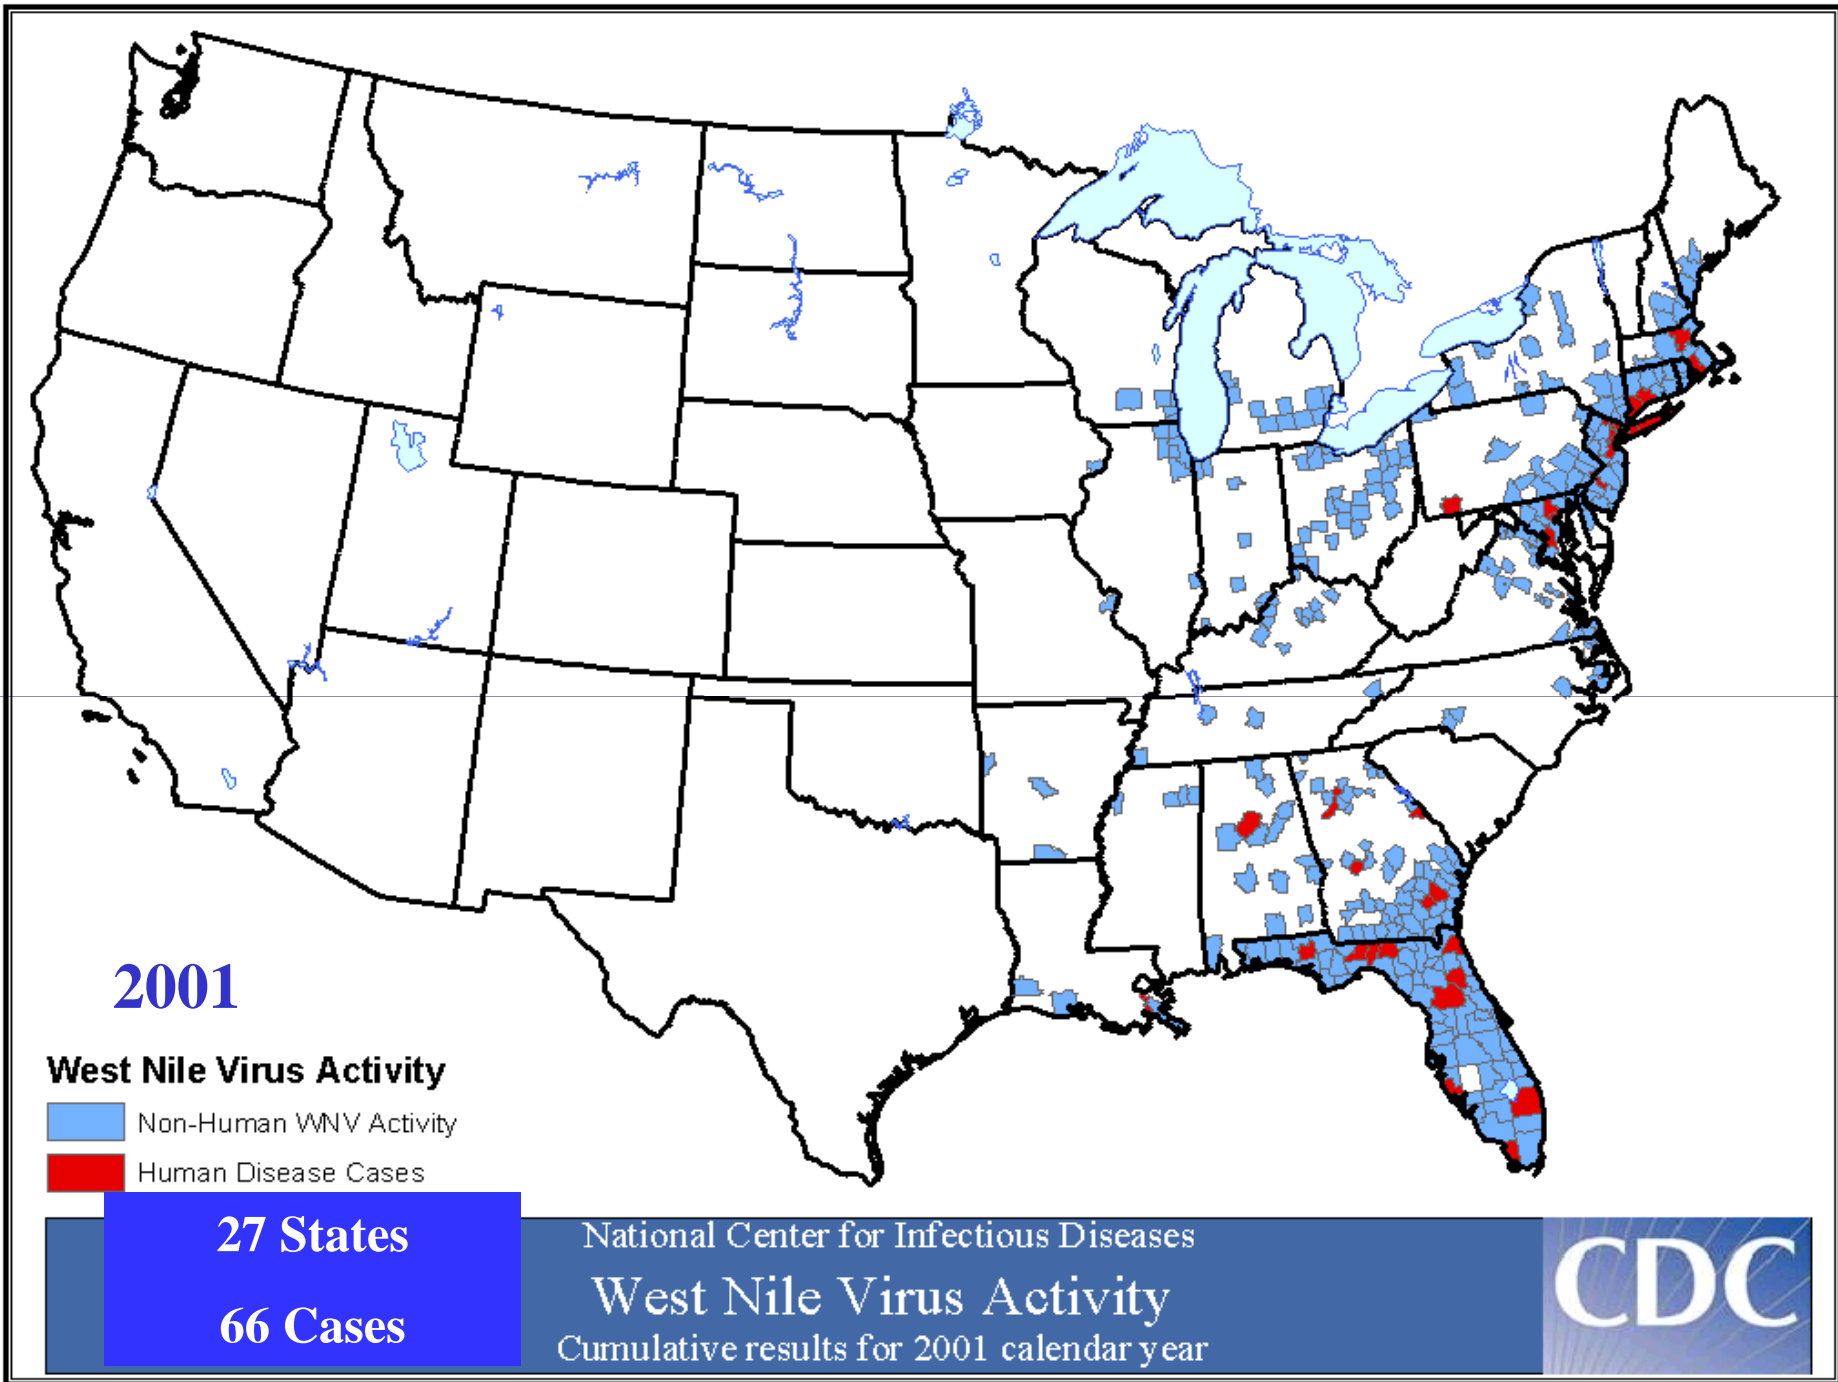 2001
West Nile Virus Activity
Non-Human WNV Activity
Human Disease Cases
27 States
66 Cases
National Center for Infectious Diseases
West Nile Virus Activity
Cumulative results for 2001 calendar year
CDC